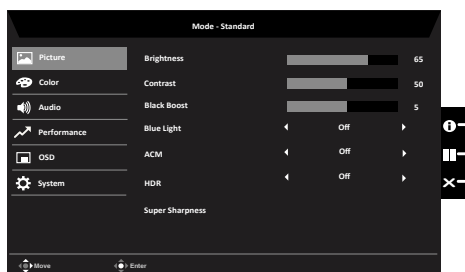 Mode - Standard
Picture
Brightness 65
Color
Contrast 50
Audio
Black Boost 5
Performance
Blue Light Off
OSD
ACM Off
System
HDR Off
Super Sharpness
Move Enter